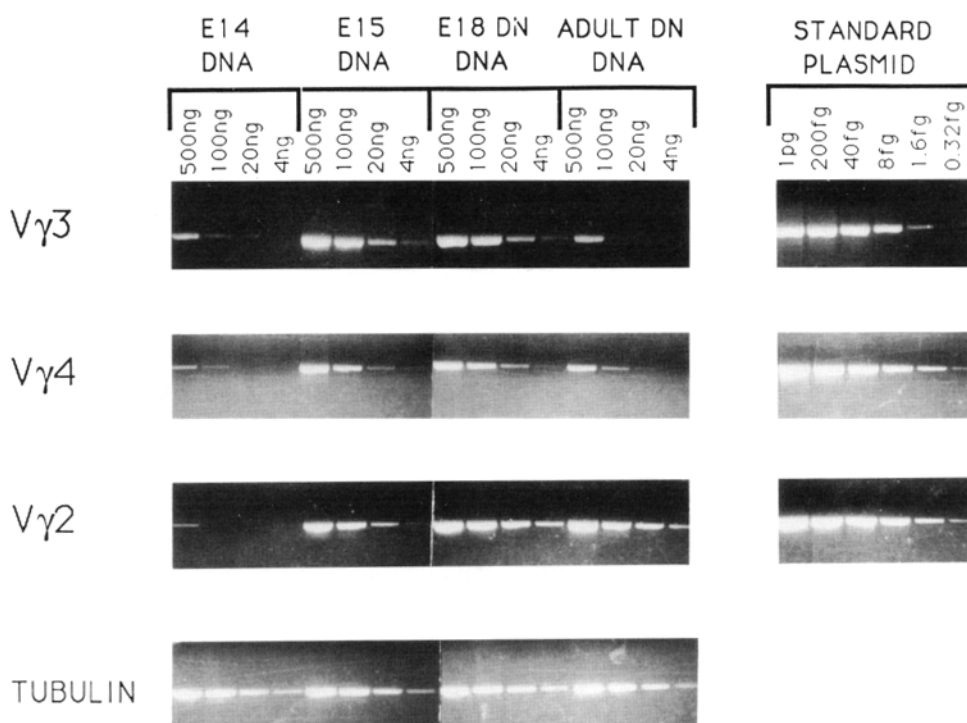 E14 DNA
E15 DNA
E18 DN DNA
ADULT DN DNA
STANDARD PLASMID
500ng 100ng 20ng 4ng
500ng 100ng 20ng 4ng
500ng 100ng 20ng 4ng
500ng 100ng 20ng 4ng
1pg 200fg 40fg 8fg 1.6fg 0.32fg
Vγ3
Vγ4
Vγ2
TUBULIN